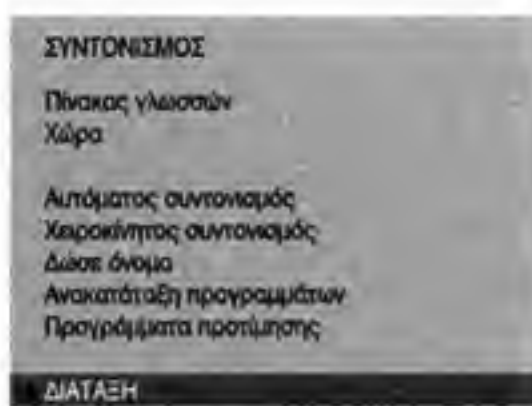 ΣΥΝΤΟΝΙΣΜΟΣ
Πίνακας γλωσσών
Χώρα
Αυτόματος συντονισμός
Χειροκίνητος συντονισμός
Δώσε όνομα
Ανακατάταξη προγραμμάτων
Προγράμματα προτίμησης
ΔΙΑΤΑΞΗ